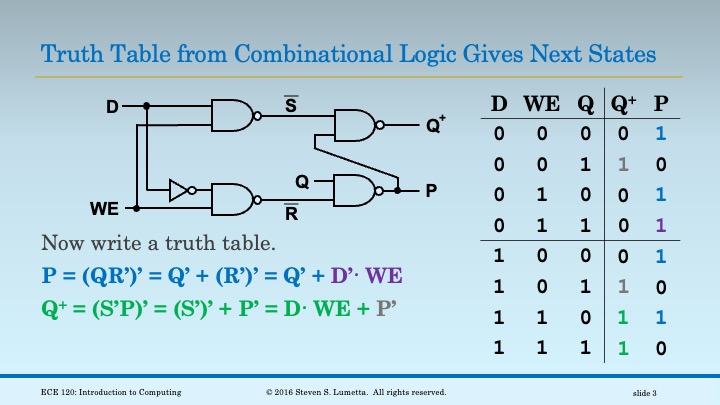 Truth Table from Combinational Logic Gives Next States
D
S̅
Q⁺
Q
P
WE
R̅
D WE Q Q⁺ P
0 0 0 0 1
0 0 1 1 0
0 1 0 0 1
0 1 1 0 1
1 0 0 0 1
1 0 1 1 0
1 1 0 1 1
1 1 1 1 0
Now write a truth table.
P = (QR’)’ = Q’ + (R’)’ = Q’ + D’· WE
Q⁺ = (S’P)’ = (S’)’ + P’ = D· WE + P’
ECE 120: Introduction to Computing © 2016 Steven S. Lumetta. All rights reserved. slide 3